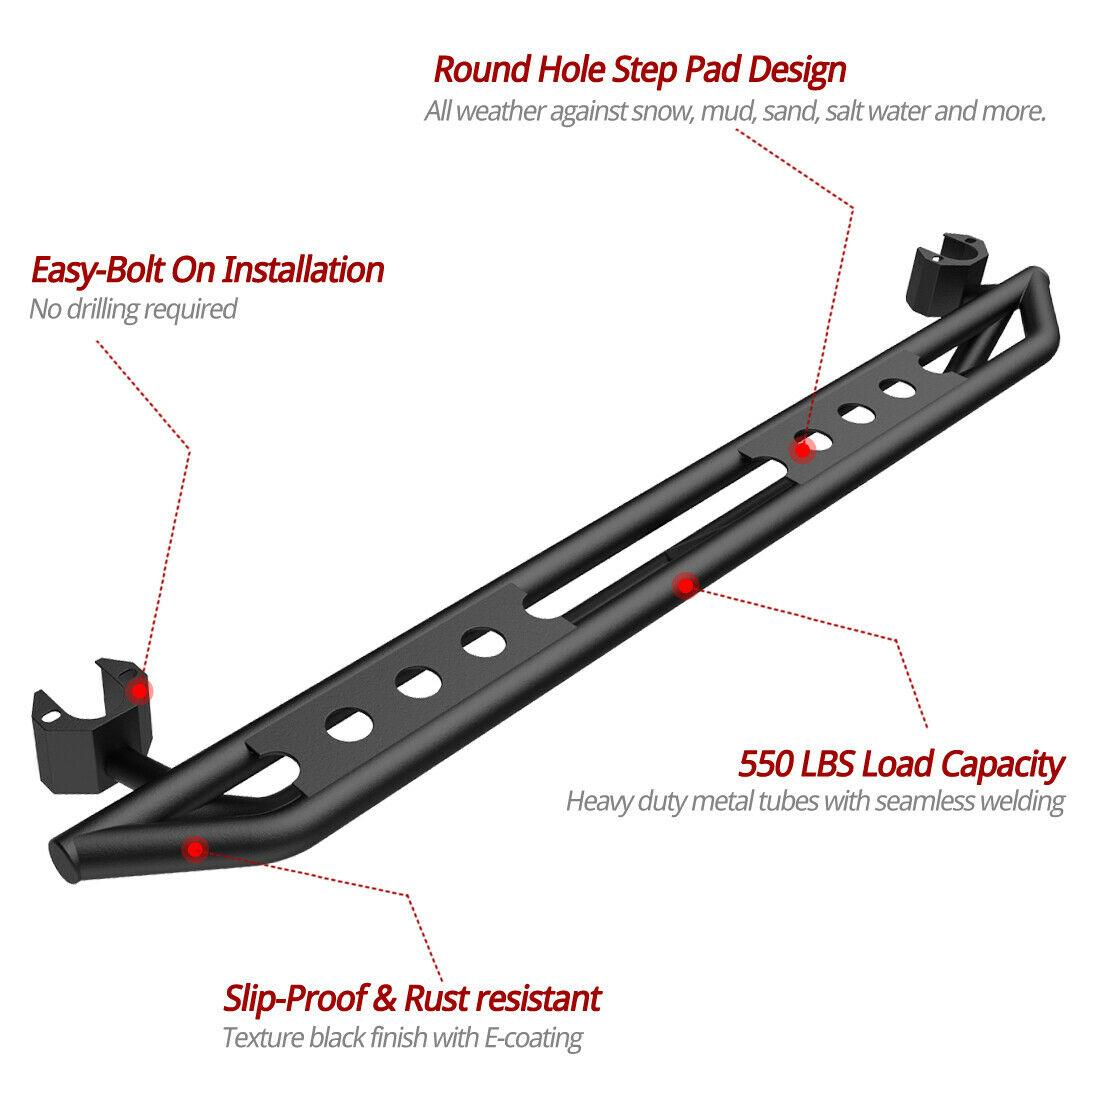 Round Hole Step Pad Design
All weather against snow, mud, sand, salt water and more.
Easy-Bolt On Installation
No drilling required
550 LBS Load Capacity
Heavy duty metal tubes with seamless welding
Slip-Proof & Rust resistant
Texture black finish with E-coating